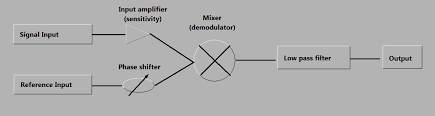 Input amplifier
(sensitivity)
Mixer
(demodulator)
Signal Input
Low pass filter
Output
Phase shifter
Reference Input